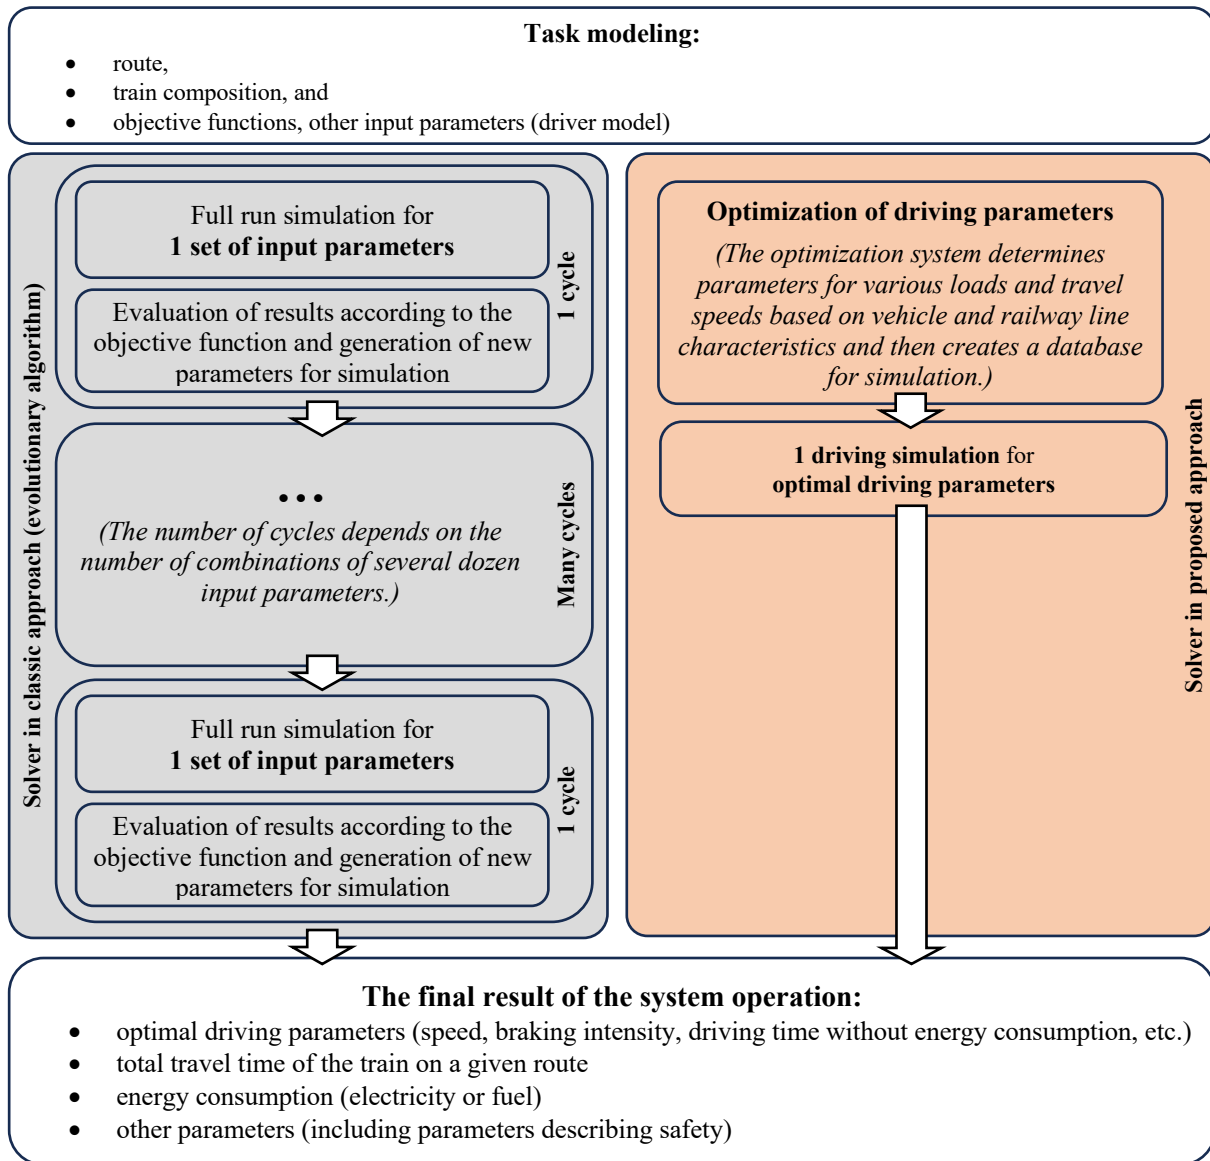 Task modeling:
• route,
• train composition, and
• objective functions, other input parameters (driver model)
Solver in classic approach (evolutionary algorithm)
Full run simulation for
1 set of input parameters
Evaluation of results according to the
objective function and generation of new
parameters for simulation
1 cycle
...
(The number of cycles depends on the
number of combinations of several dozen
input parameters.)
Many cycles
Full run simulation for
1 set of input parameters
Evaluation of results according to the
objective function and generation of new
parameters for simulation
1 cycle
Optimization of driving parameters
(The optimization system determines
parameters for various loads and travel
speeds based on vehicle and railway line
characteristics and then creates a database
for simulation.)
1 driving simulation for
optimal driving parameters
Solver in proposed approach
The final result of the system operation:
• optimal driving parameters (speed, braking intensity, driving time without energy consumption, etc.)
• total travel time of the train on a given route
• energy consumption (electricity or fuel)
• other parameters (including parameters describing safety)